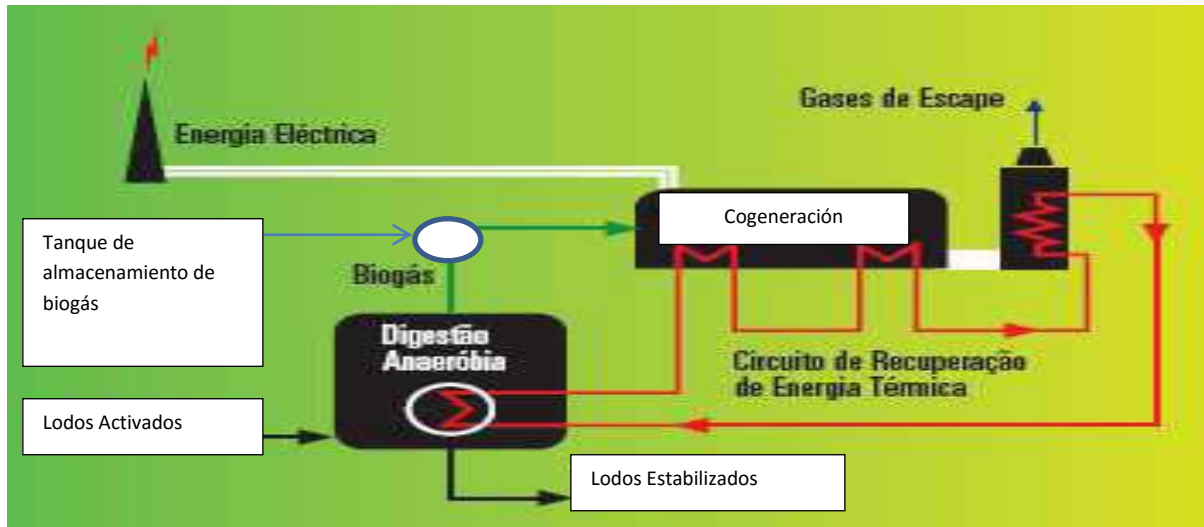 Gases de Escape
Energia Eléctrica
Cogeneración
Tanque de
almacenamiento de
biogás
Biogás
Digestão
Anaeróbia
Circuito de Recuperação
de Energia Térmica
Lodos Activados
Lodos Estabilizados